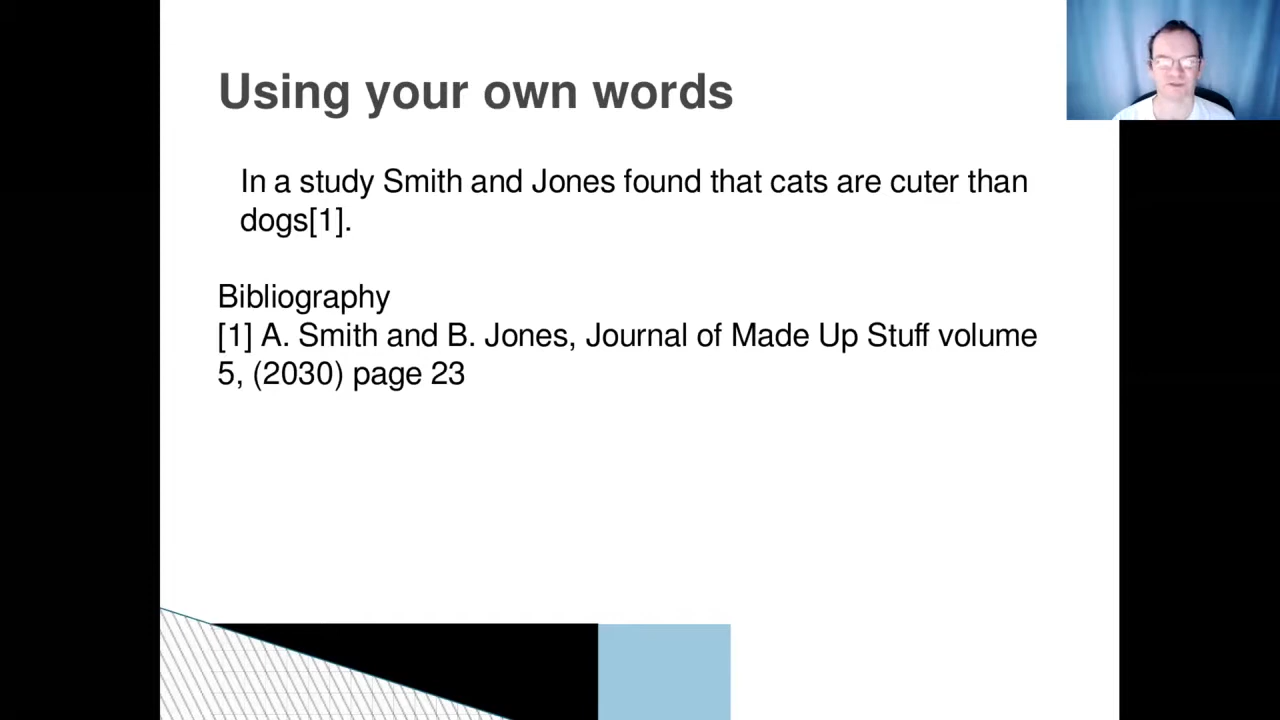 Using your own words
In a study Smith and Jones found that cats are cuter than
dogs[1].
Bibliography
[1] A. Smith and B. Jones, Journal of Made Up Stuff volume
5, (2030) page 23